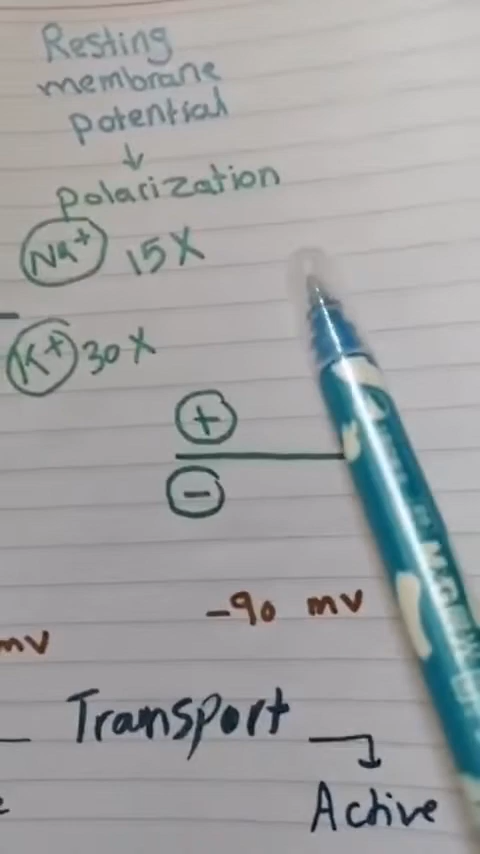 Resting
membrane
potential
↓
Polarization
Na+ 15X
K+ 30X
+
-
-90 mv
mv
Transport
Active